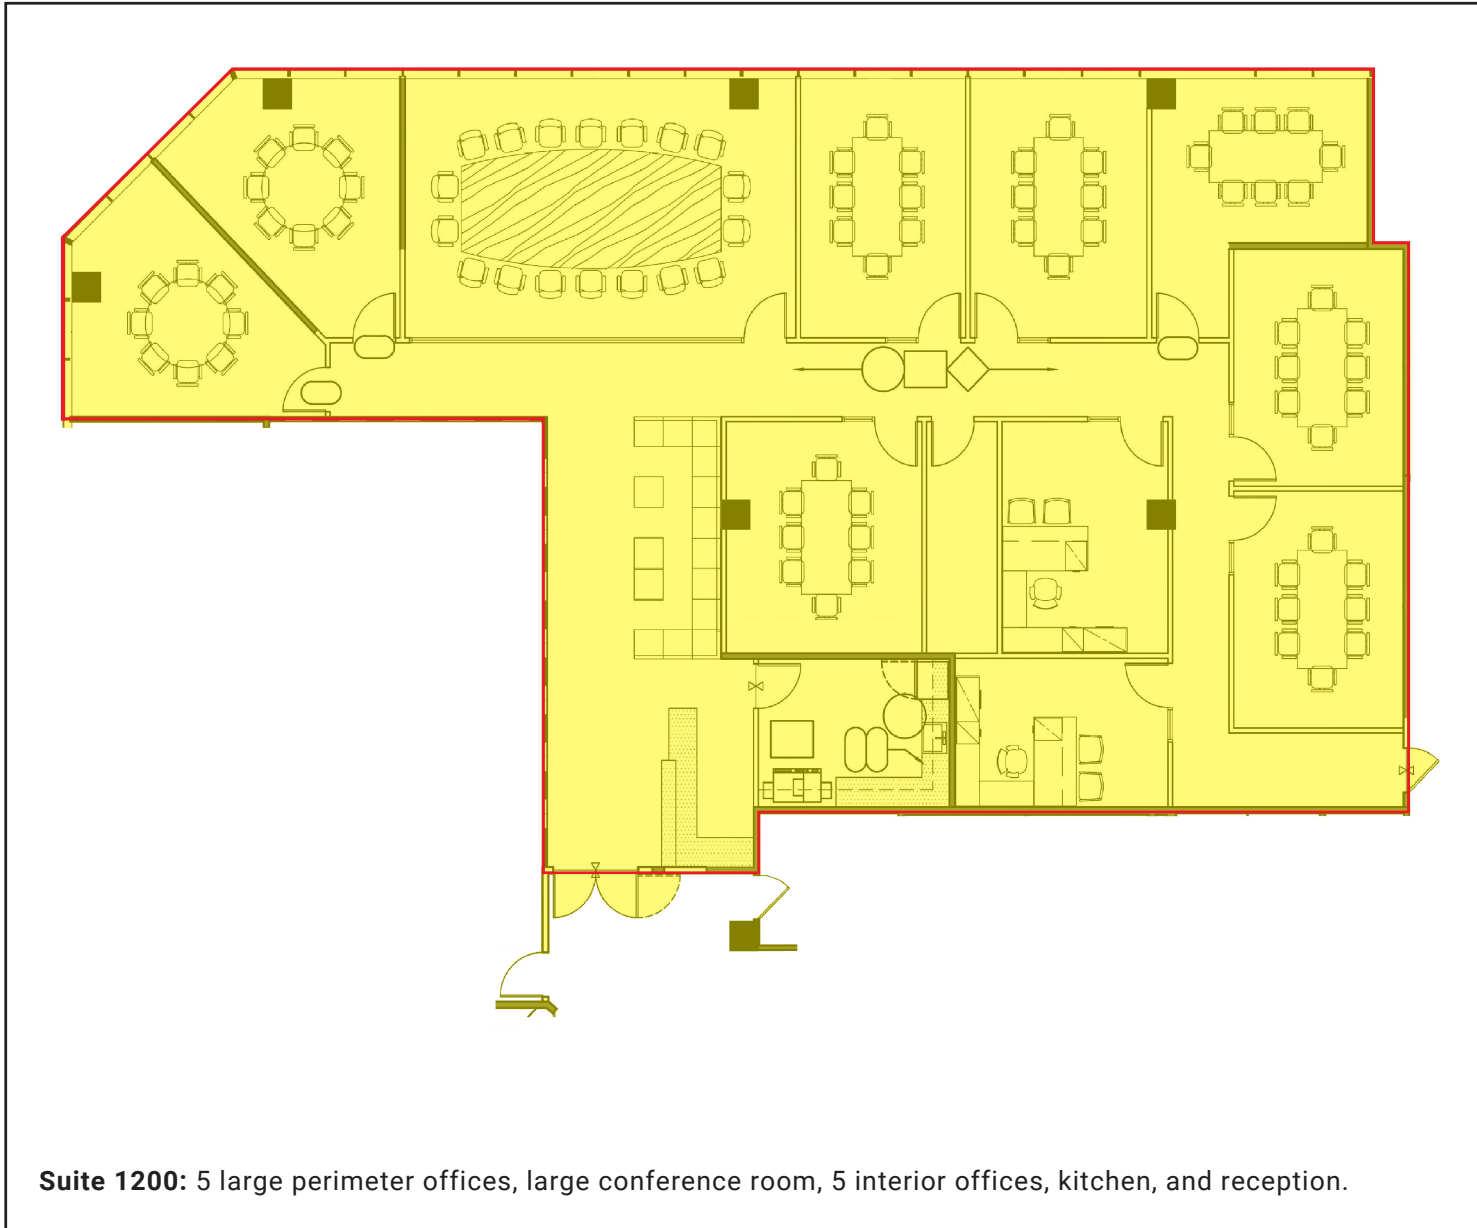 Suite 1200: 5 large perimeter offices, large conference room, 5 interior offices, kitchen, and reception.